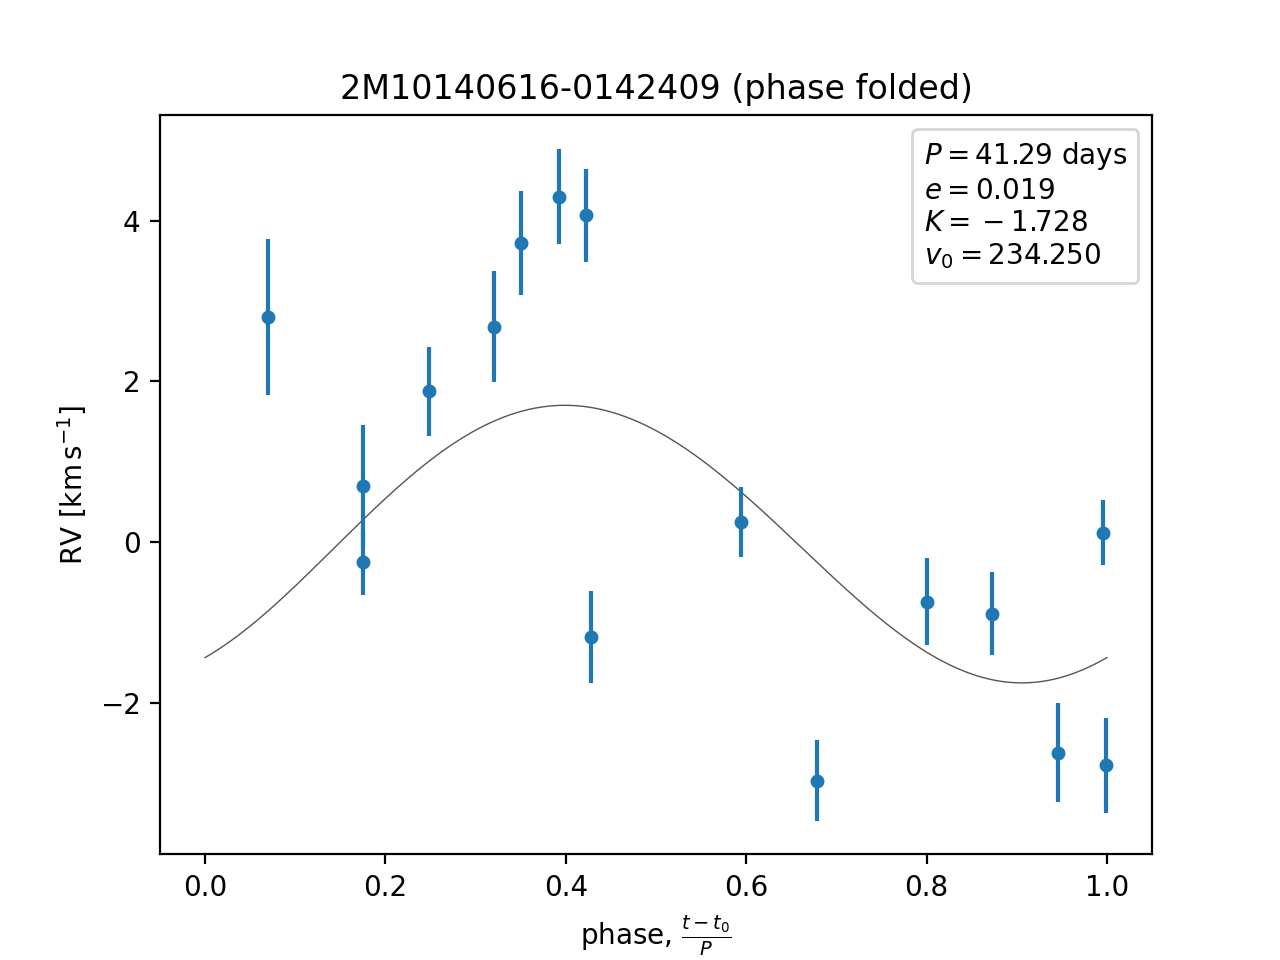 2M10140616-0142409 (phase folded)
P = 41.29 days
e = 0.019
K = −1.728
v₀ = 234.250
RV [km s⁻¹]
4
2
0
−2
0.0 0.2 0.4 0.6 0.8 1.0
phase, (t − t₀)/P